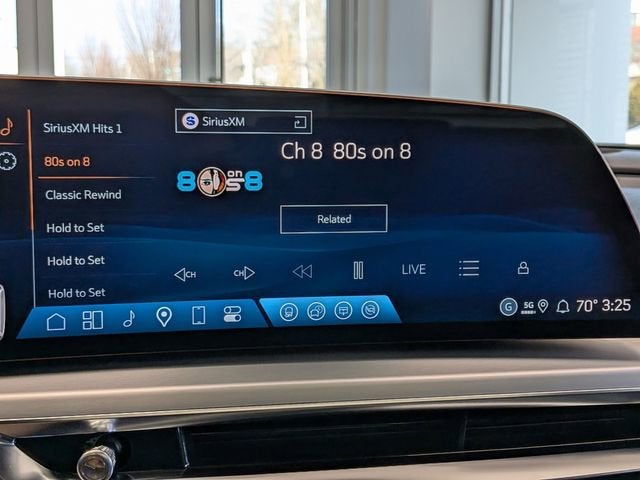 SiriusXM Hits 1
80s on 8
Classic Rewind
Hold to Set
Hold to Set
Hold to Set
SiriusXM
Ch 8 80s on 8
80s on 8
Related
CH
CH
LIVE
G
5G
70° 3:25